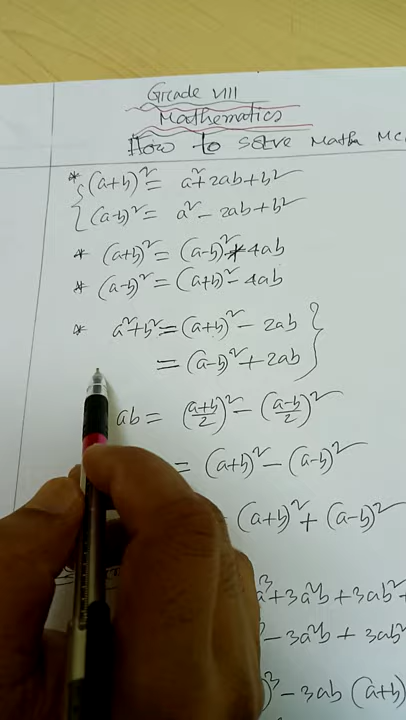 Grade VIII
Mathematics
How to solve Math Mc
* (a+b)² = a²+2ab+b²
(a-b)² = a² - 2ab+b²
* (a+b)² = (a-b)² + 4ab
* (a-b)² = (a+b)² - 4ab
* a²+b² = (a+b)² - 2ab
= (a-b)² + 2ab
ab = (a+b/2)² - (a-b/2)²
= (a+b)² - (a-b)²
(a+b)² + (a-b)²
a³+3a²b + 3ab²
- 3a²b + 3ab²
)³ - 3ab (a+b)